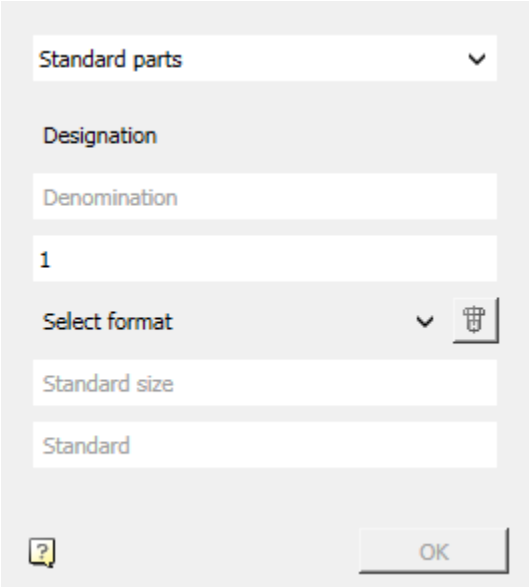 Standard parts
Designation
Denomination
1
Select format
Standard size
Standard
?
OK